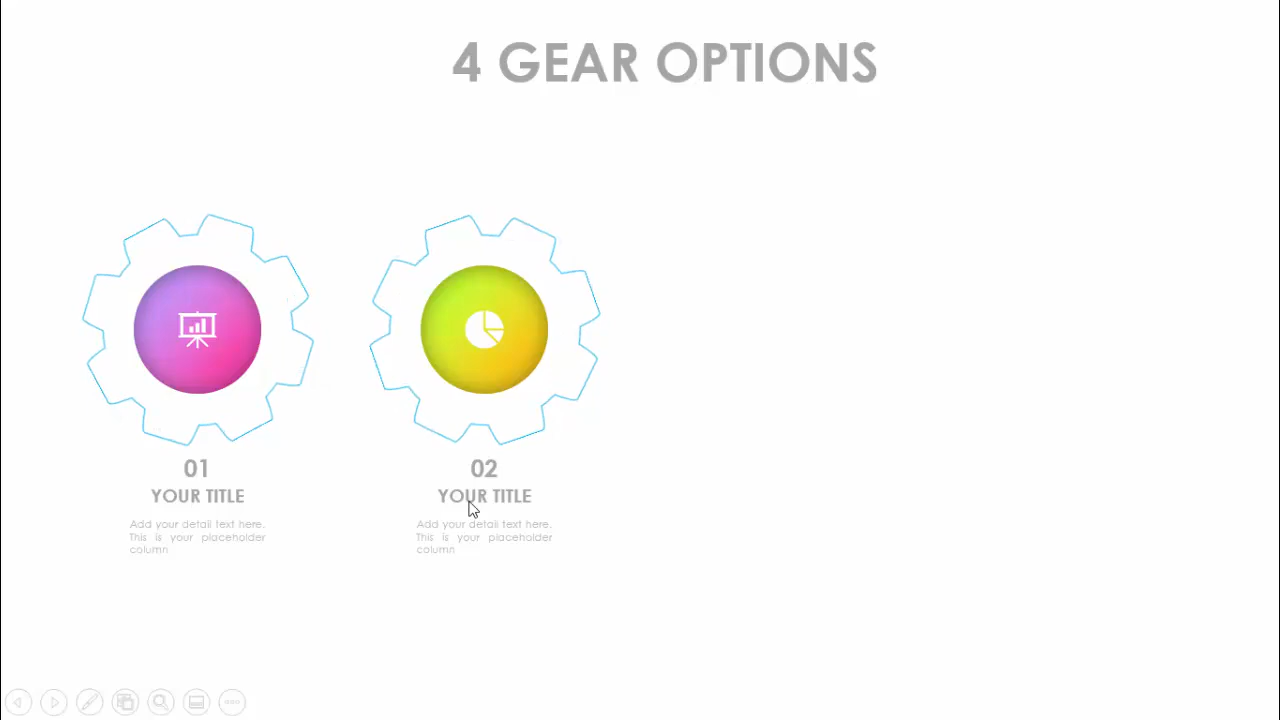 4 GEAR OPTIONS
01
YOUR TITLE
Add your detail text here.
This is your placeholder
column
02
YOUR TITLE
Add your detail text here.
This is your placeholder
column